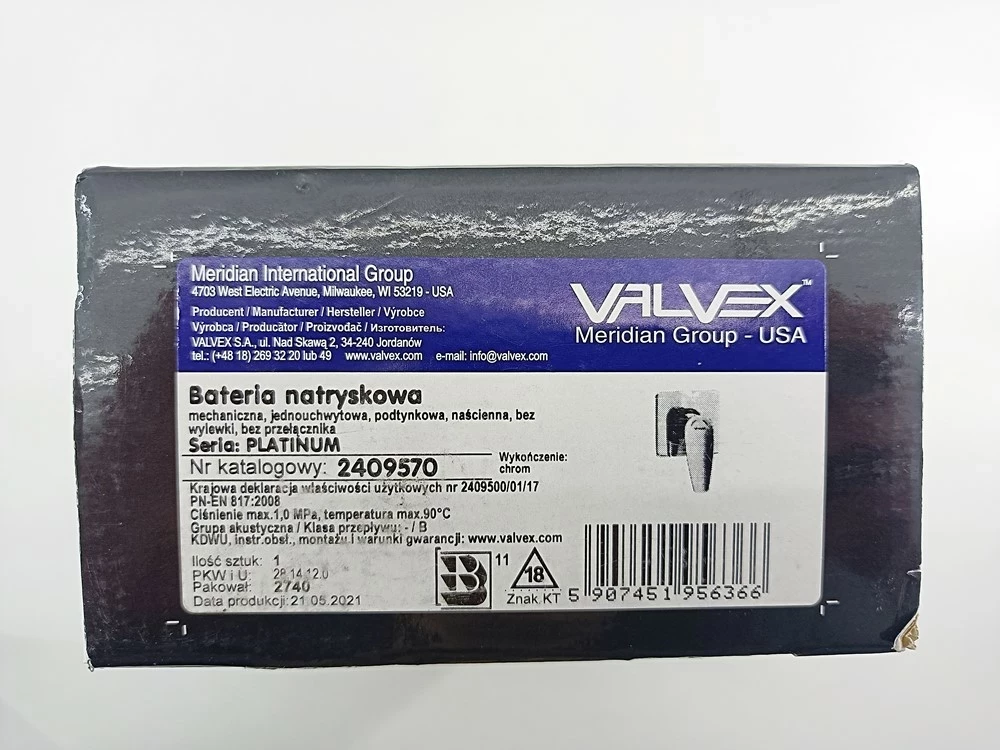 Meridian International Group
4703 West Electric Avenue, Milwaukee, WI 53219 - USA
Producent / Manufacturer / Hersteller / Výrobce
Výrobca / Producător / Proizvođač / Изготовитель:
VALVEX S.A., ul. Nad Skawą 2, 34-240 Jordanów
tel.: (+48 18) 269 32 20 lub 49 www.valvex.com e-mail: info@valvex.com
VALVEX™
Meridian Group - USA
Bateria natryskowa
mechaniczna, jednouchwytowa, podtynkowa, naścienna, bez
wylewki, bez przełącznika
Seria: PLATINUM
Nr katalogowy: 2409570
Wykończenie:
chrom
Krajowa deklaracja właściwości użytkowych nr 2409500/01/17
PN-EN 817:2008
Ciśnienie max.1,0 MPa, temperatura max.90°C
Grupa akustyczna / Klasa przepływu: - / B
KDWU, instr.obsł., montażu i warunki gwarancji: www.valvex.com
Ilość sztuk: 1
PKW i U: 28.14.12.0
Pakował: 2740
Data produkcji: 21.05.2021
B 11
18
Znak KT
5 907451 956366